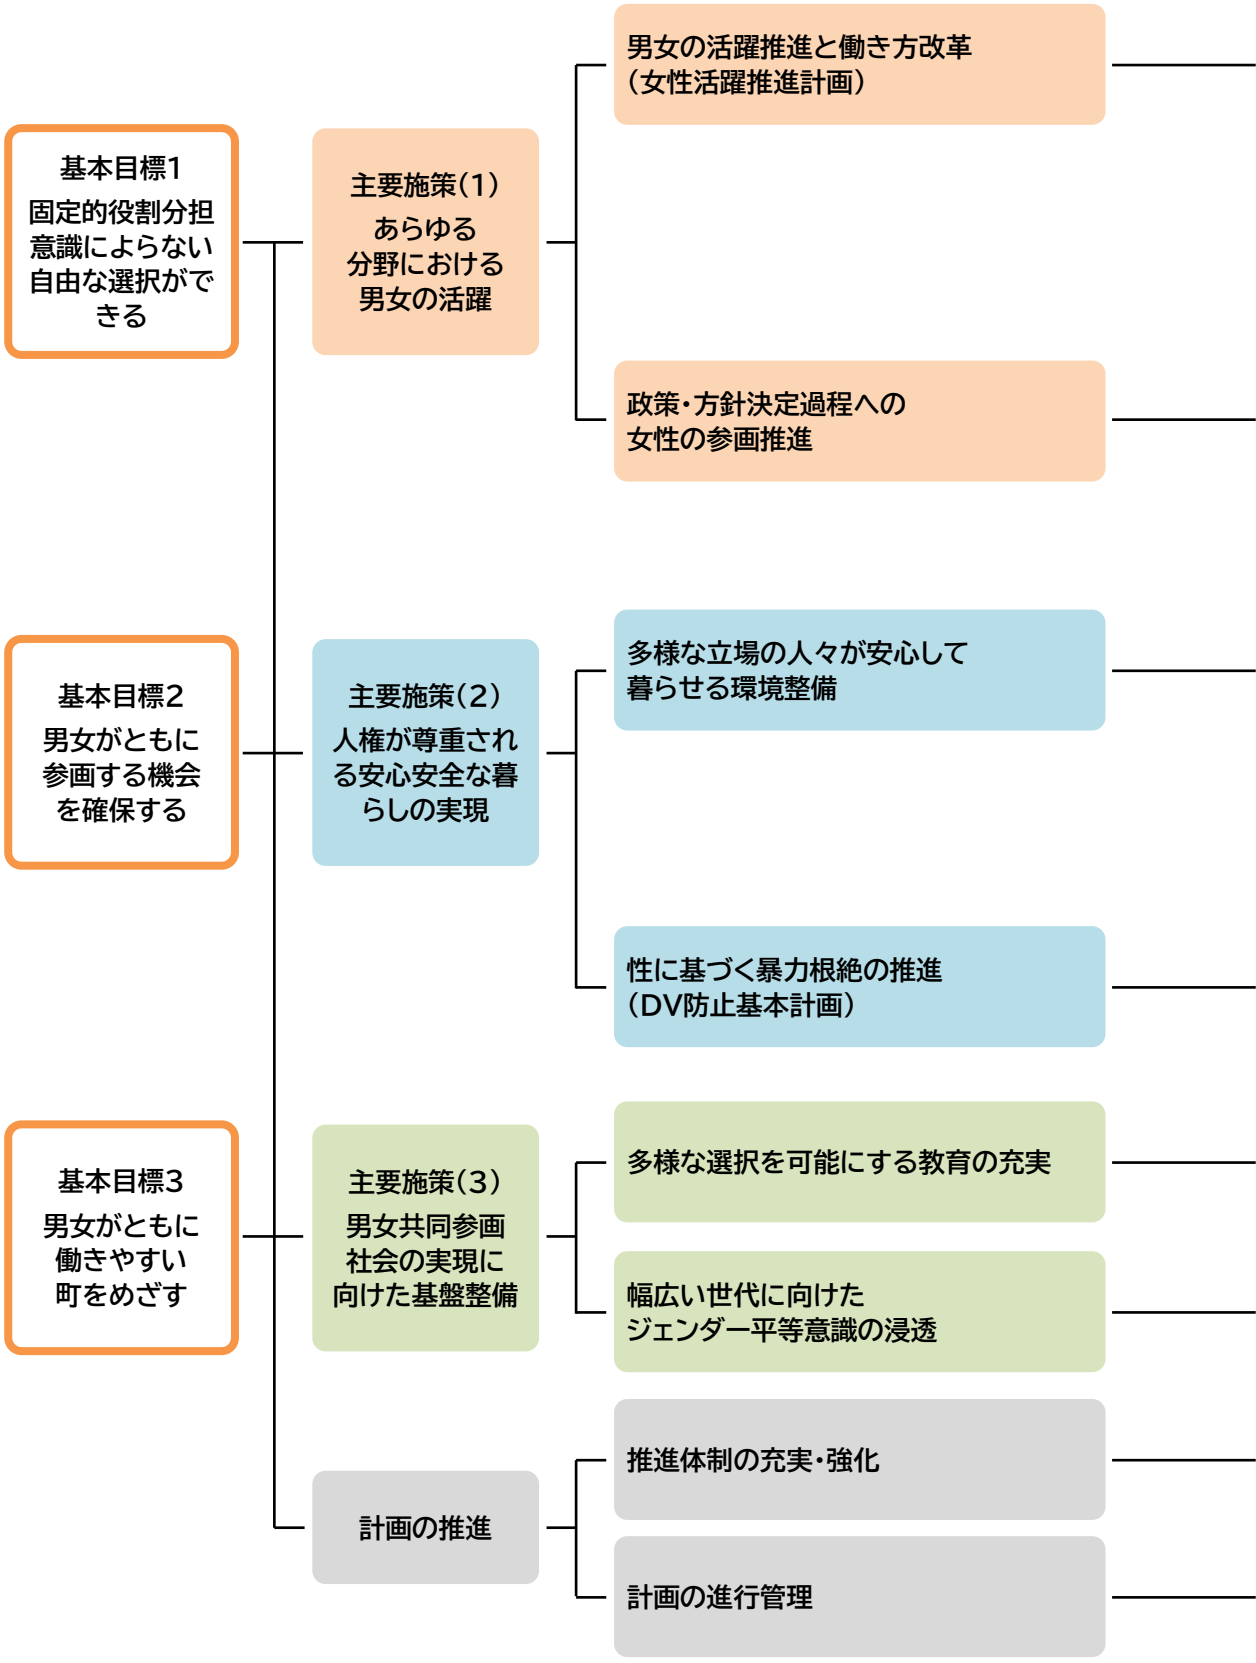 男女の活躍推進と働き方改革
（女性活躍推進計画）
基本目標1
固定的役割分担
意識によらない
自由な選択がで
きる
主要施策（1）
あらゆる
分野における
男女の活躍
政策・方針決定過程への
女性の参画推進
基本目標2
男女がともに
参画する機会
を確保する
主要施策（2）
人権が尊重され
る安心安全な暮
らしの実現
多様な立場の人々が安心して
暮らせる環境整備
性に基づく暴力根絶の推進
（DV防止基本計画）
基本目標3
男女がともに
働きやすい
町をめざす
主要施策（3）
男女共同参画
社会の実現に
向けた基盤整備
多様な選択を可能にする教育の充実
幅広い世代に向けた
ジェンダー平等意識の浸透
計画の推進
推進体制の充実・強化
計画の進行管理